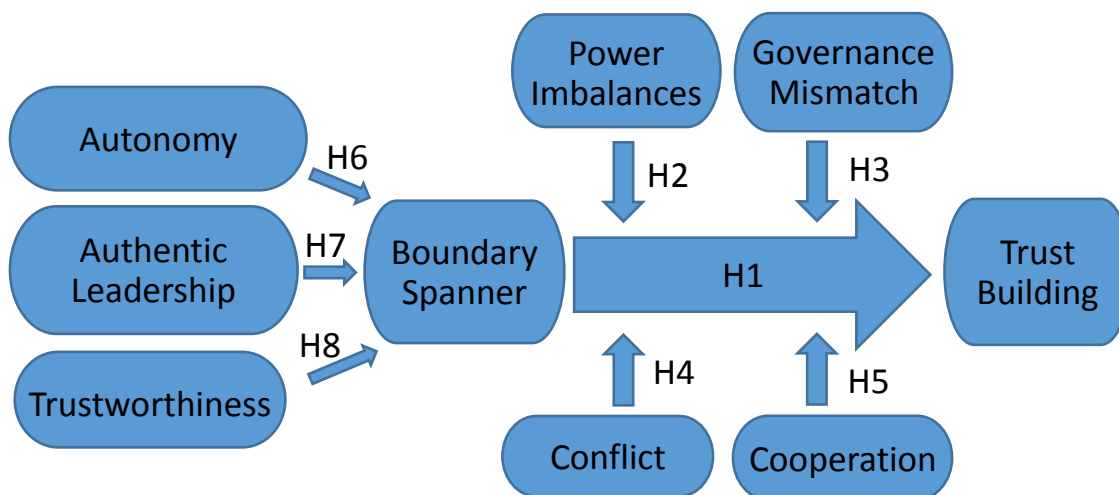 Power
Imbalances
Governance
Mismatch
Autonomy
H6
H2
H3
Authentic
Leadership
H7
Boundary
Spanner
H1
Trust
Building
Trustworthiness
H8
H4
H5
Conflict
Cooperation